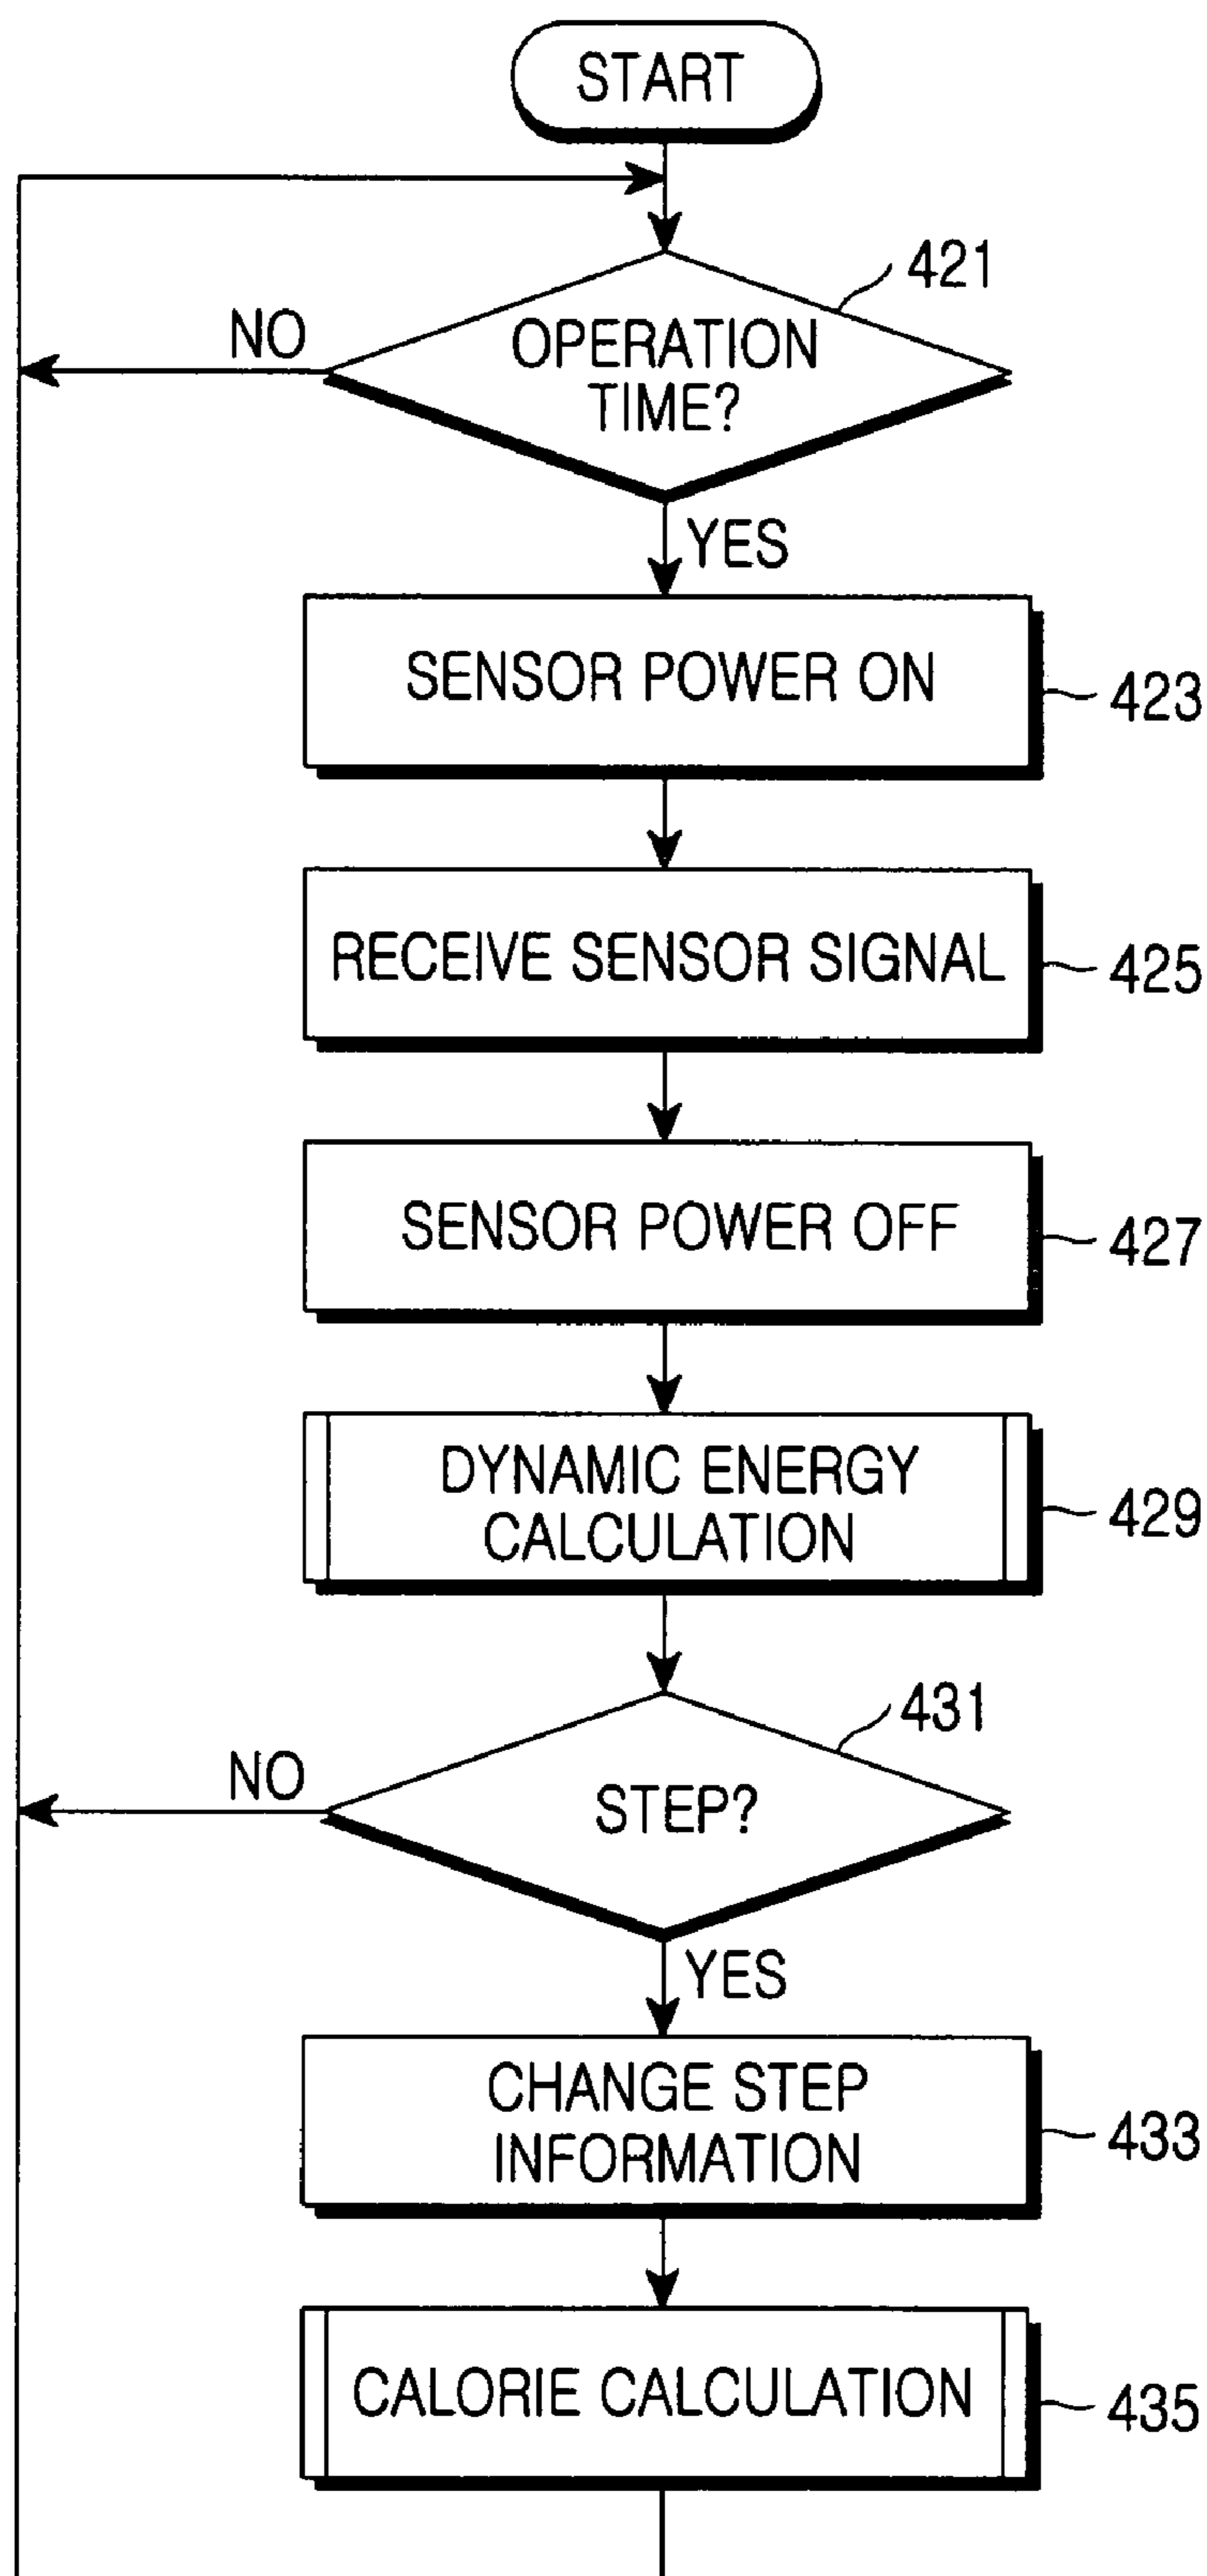 START
421
NO
OPERATION
TIME?
YES
SENSOR POWER ON
423
RECEIVE SENSOR SIGNAL
425
SENSOR POWER OFF
427
DYNAMIC ENERGY
CALCULATION
429
431
NO
STEP?
YES
CHANGE STEP
INFORMATION
433
CALORIE CALCULATION
435